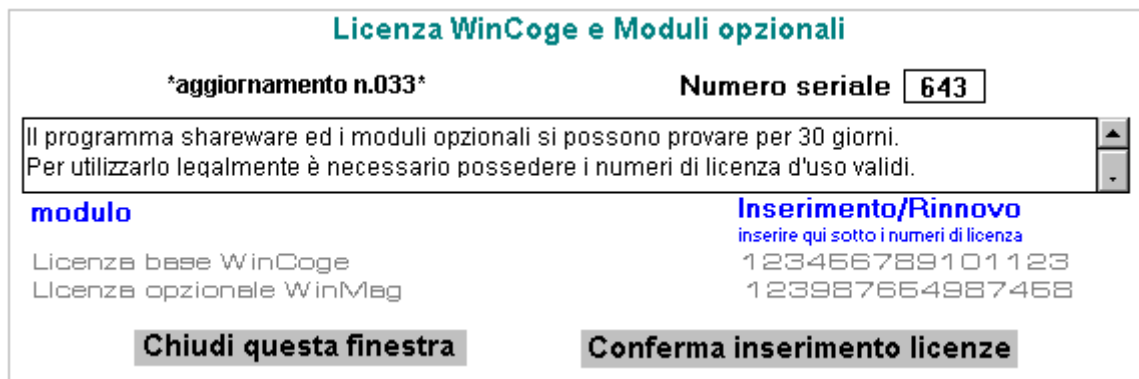 Licenza WinCoge e Moduli opzionali
*aggiornamento n.033*
Numero seriale 643
Il programma shareware ed i moduli opzionali si possono provare per 30 giorni.
Per utilizzarlo legalmente è necessario possedere i numeri di licenza d'uso validi.
modulo
Inserimento/Rinnovo
inserire qui sotto i numeri di licenza
Licenza base WinCoge 123456789101123
Licenza opzionale WinMag 123987654987458
Chiudi questa finestra
Conferma inserimento licenze